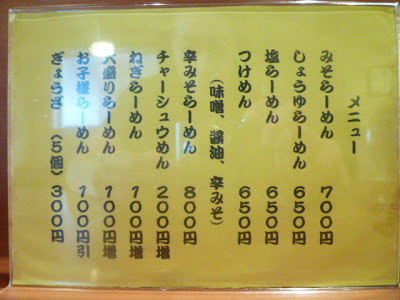 メニュー
みそらーめん 700円
しょうゆらーめん 650円
塩らーめん 650円
つけめん 650円
(味噌、醤油、辛みそ)
辛みそらーめん 800円
チャーシュウめん 200円増
ねぎらーめん 100円増
大盛りらーめん 100円増
お子様らーめん 100円引
ぎょうざ(5個) 300円